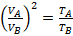 (V_A/V_B)^2 = T_A/T_B